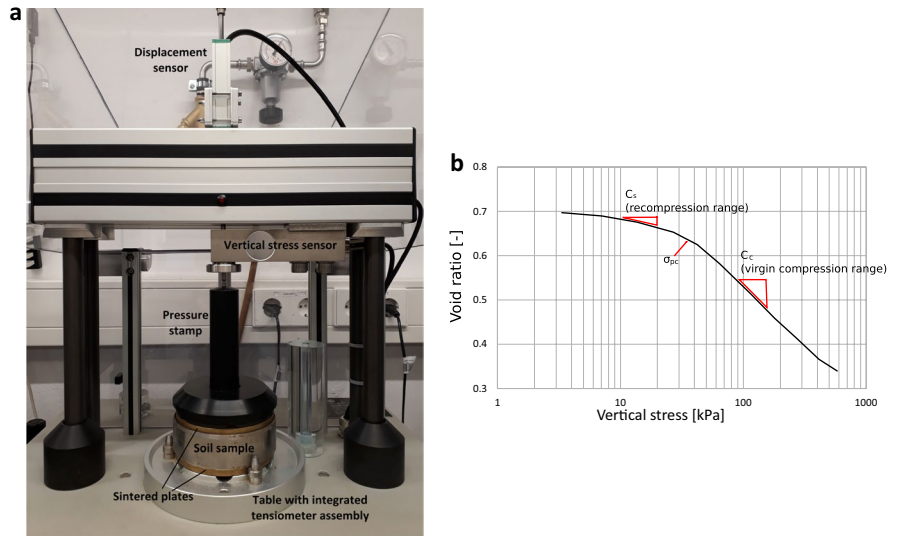 a
Displacement
sensor
Vertical stress sensor
Pressure
stamp
Soil sample
Sintered plates
Table with integrated
tensiometer assembly
b
0.8
0.7
0.6
0.5
0.4
0.3
Void ratio [-]
Cs
(recompression range)
σpc
Cc
(virgin compression range)
1
10
100
1000
Vertical stress [kPa]